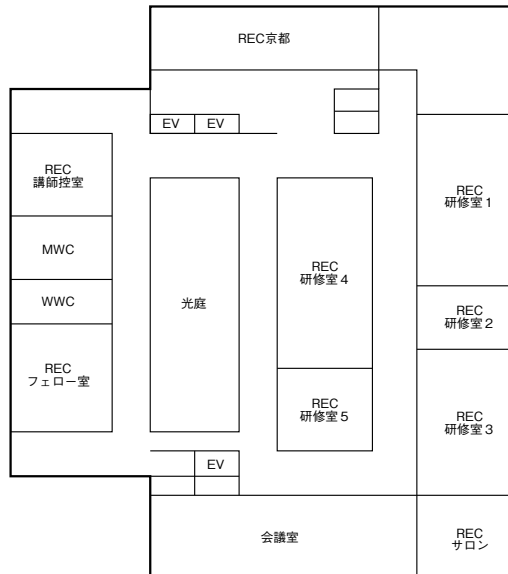 REC京都
EV
EV
REC
講師控室
REC
研修室1
MWC
REC
研修室4
WWC
光庭
REC
研修室2
REC
フェロー室
REC
研修室5
REC
研修室3
EV
会議室
REC
サロン